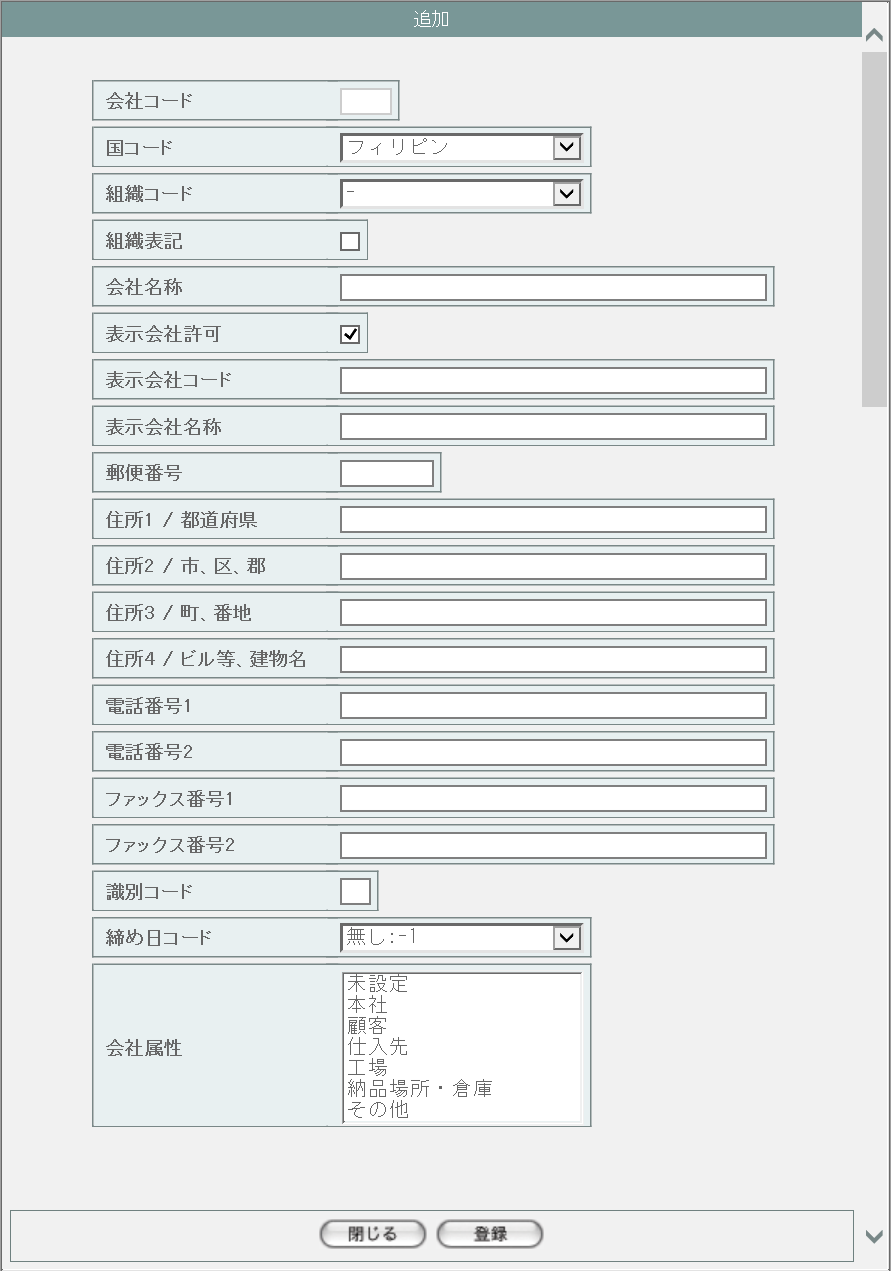 追加
会社コード
国コード フィリピン
組織コード -
組織表記
会社名称
表示会社許可
表示会社コード
表示会社名称
郵便番号
住所1 / 都道府県
住所2 / 市、区、郡
住所3 / 町、番地
住所4 / ビル等、建物名
電話番号1
電話番号2
ファックス番号1
ファックス番号2
識別コード
締め日コード 無し:-1
未設定
本社
顧客
会社属性 仕入先
工場
納品場所・倉庫
その他
閉じる 登録